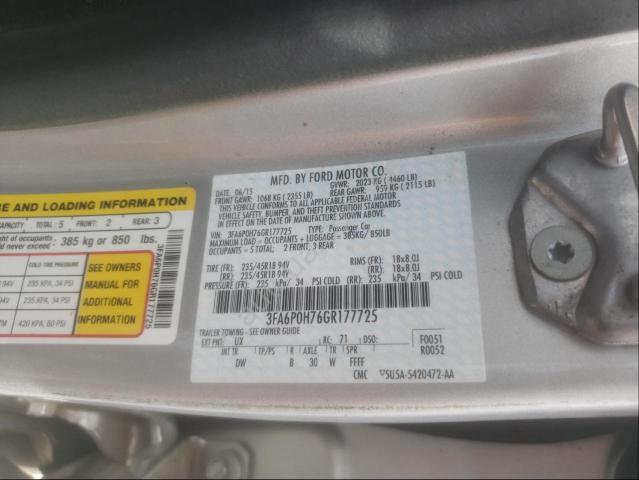 E AND LOADING INFORMATION
CAPACITY TOTAL: 5 FRONT: 2 REAR: 3
ght of occupants 385 kg or 850 lbs.
ld never exceed
COLD TIRE PRESSURE
94V 235 KPA, 34 PSI
94V 235 KPA, 34 PSI
7M 420 KPA, 60 PSI
SEE OWNERS
MANUAL FOR
ADDITIONAL
INFORMATION
3FA6P0H76GR177725
MFD. BY FORD MOTOR CO.
DATE: 06/15 GVWR: 2023 KG ( 4460 LB)
FRONT GAWR: 1068 KG ( 2355 LB) REAR GAWR: 959 KG ( 2115 LB)
THIS VEHICLE CONFORMS TO ALL APPLICABLE FEDERAL MOTOR
VEHICLE SAFETY, BUMPER, AND THEFT PREVENTION STANDARDS
IN EFFECT ON THE DATE OF MANUFACTURE SHOWN ABOVE.
VIN: 3FA6P0H76GR177725 TYPE: Passenger Car
MAXIMUM LOAD = OCCUPANTS + LUGGAGE = 385KG/ 850LB
OCCUPANTS = 5 TOTAL: 2 FRONT 3 REAR
TIRE (FR): 235/45R18 94V RIMS (FR): 18x8.0J
TIRE (RR): 235/45R18 94V (RR): 18x8.0J
PRESSURE (FR): 235 kPa/ 34 PSI COLD (RR): 235 kPa/ 34 PSI COLD
3FA6P0H76GR177725
TRAILER TOWING - SEE OWNER GUIDE
EXT PNT: UX RC: 71 DSO: F0051
INT TR TP/PS R AXLE TR SPR R0052
DW B 30 W FFFF
CMC 5U5A-5420472-AA